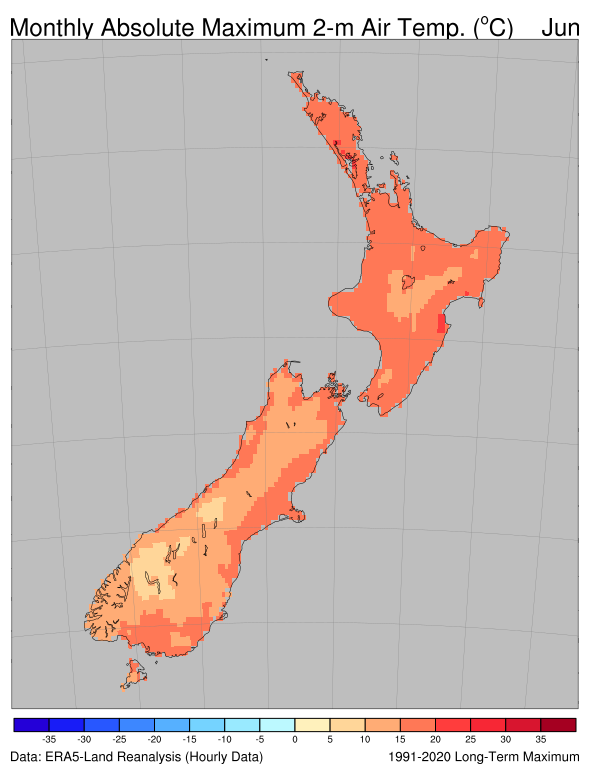 Monthly Absolute Maximum 2-m Air Temp. (°C) Jun
-35 -30 -25 -20 -15 -10 -5 0 5 10 15 20 25 30 35
Data: ERA5-Land Reanalysis (Hourly Data) 1991-2020 Long-Term Maximum